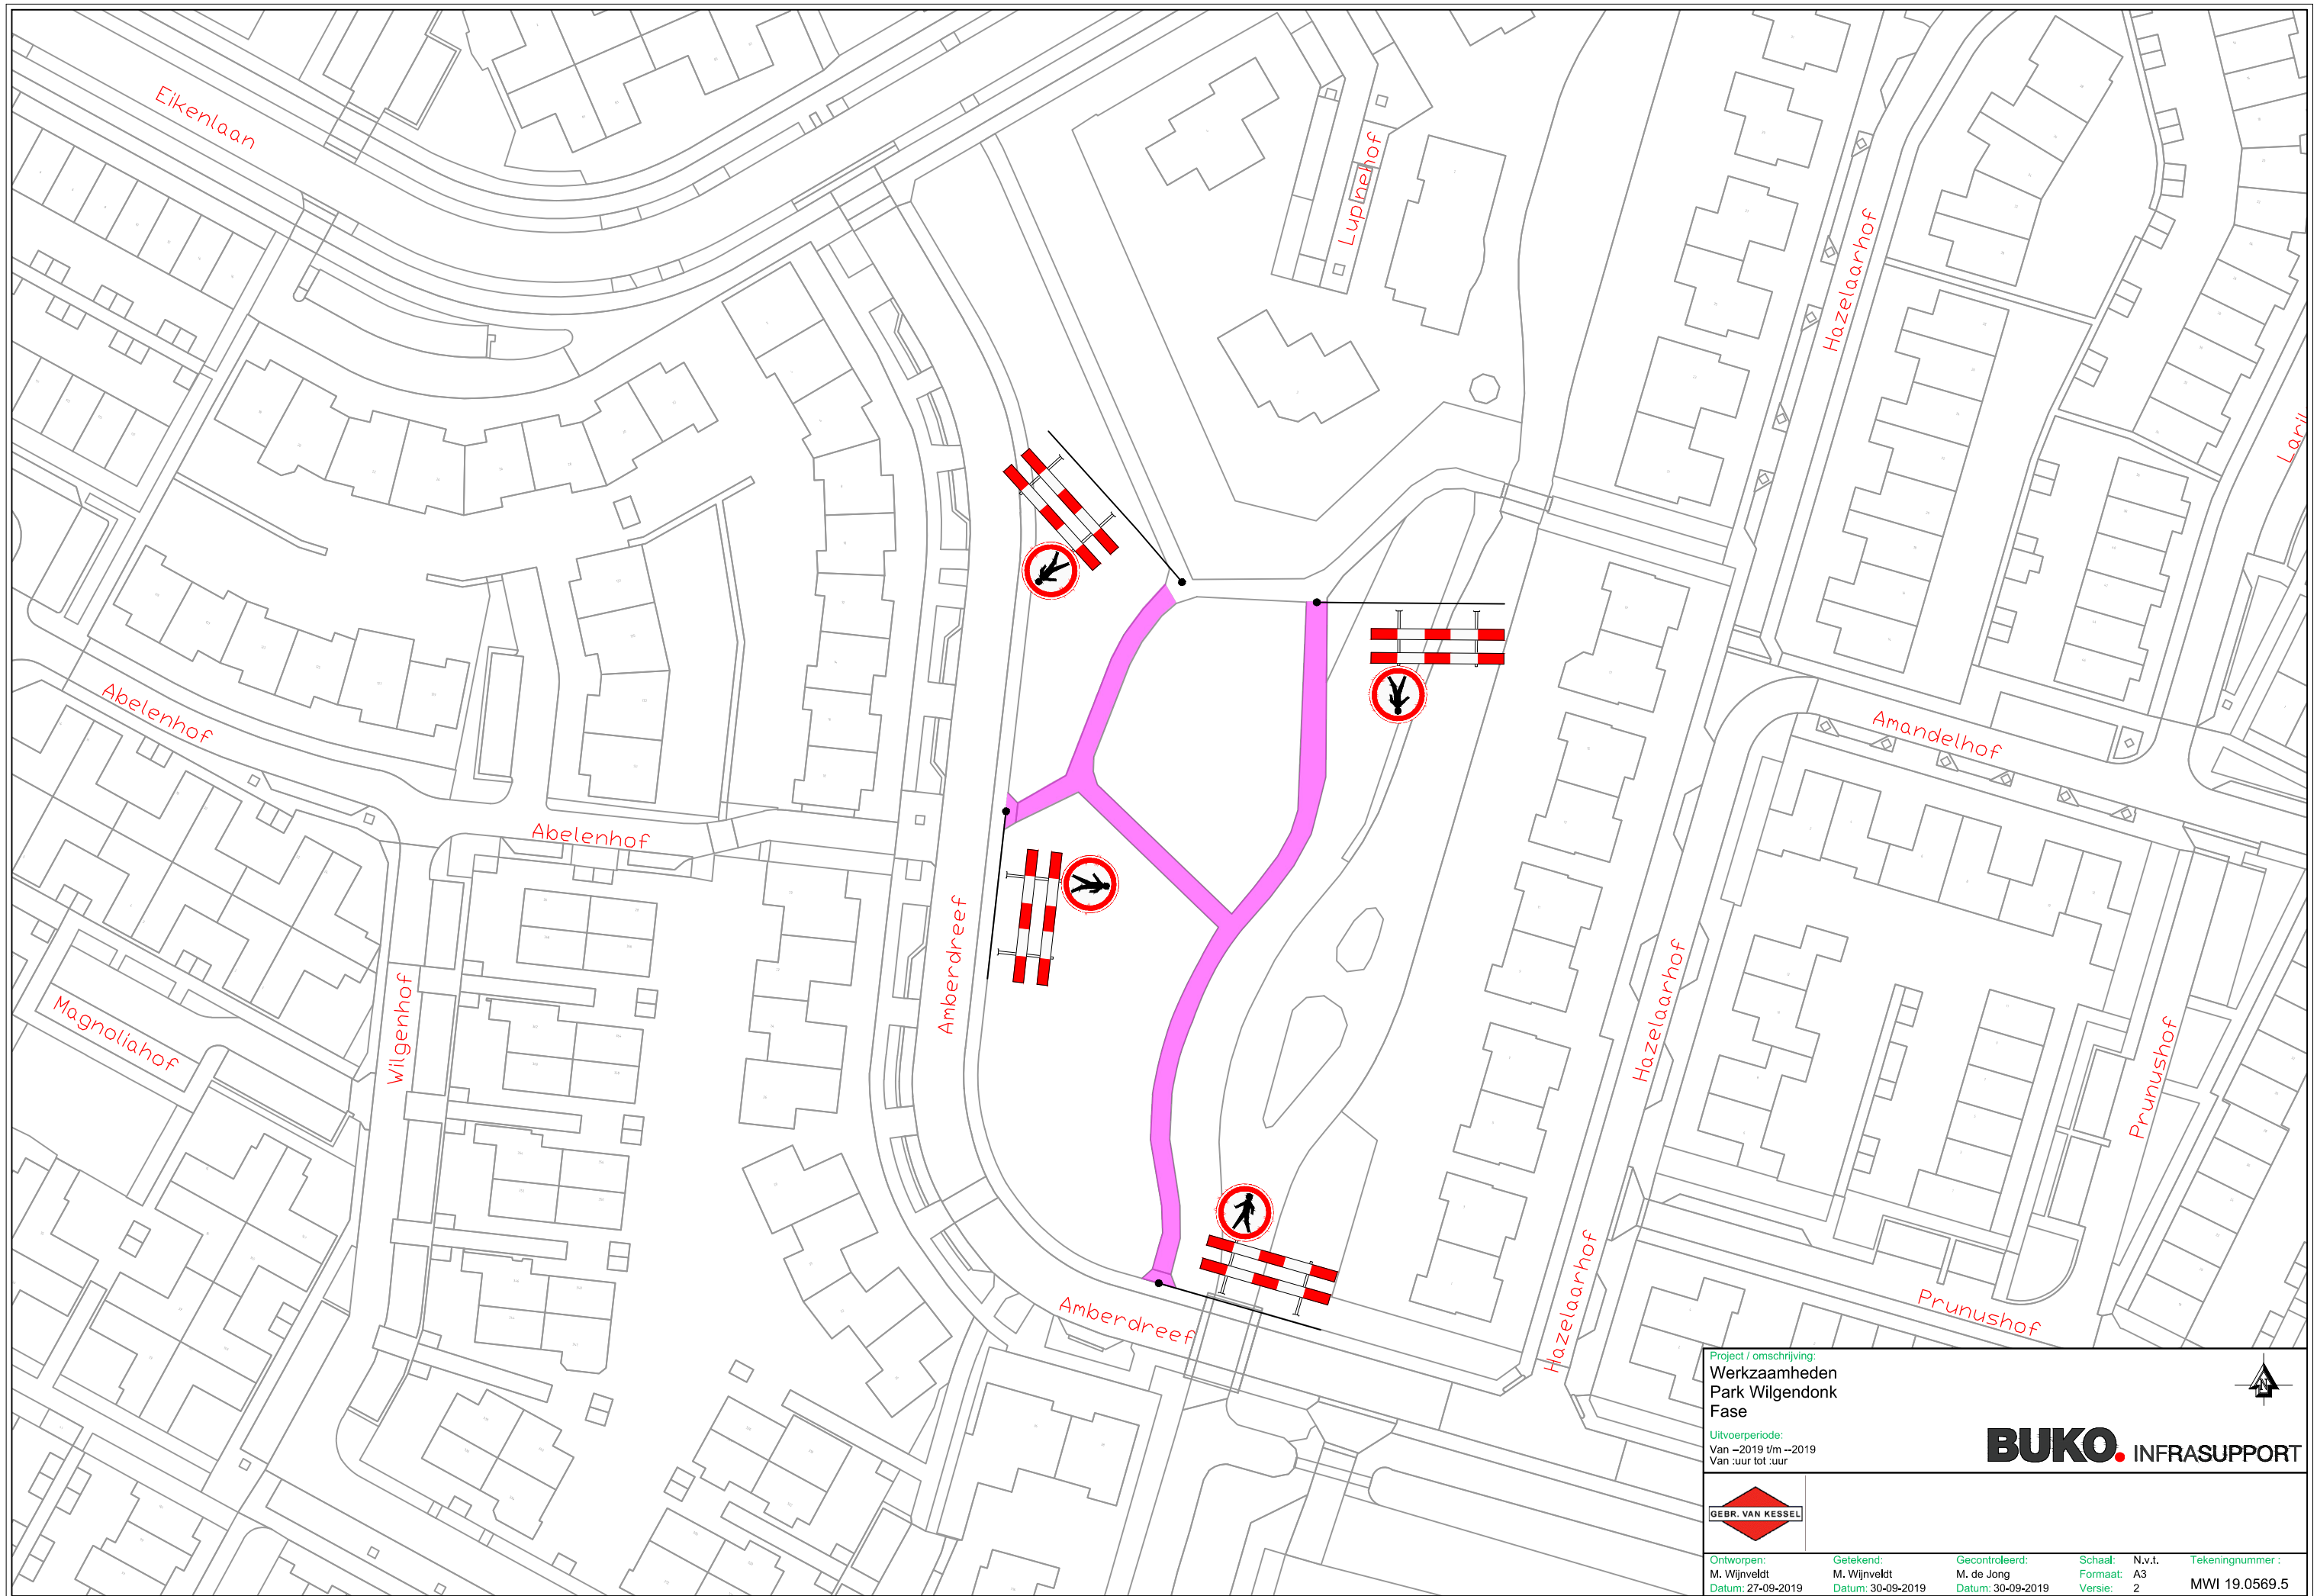 Eikenlaan
Lupinehof
Hazelaarhof
Abelenhof
Amandelhof
Abelenhof
Amberdreef
Magnoliahof
Wilgenhof
Hazelaarhof
Prunushof
Amberdreef
Hazelaarhof
Prunushof
Project / omschrijving:
Werkzaamheden
Park Wilgendonk
Fase
Uitvoerperiode:
Van –2019 t/m --2019
Van :uur tot :uur
N
BUKO. INFRASUPPORT
GEBR. VAN KESSEL
Ontworpen: Getekend: Gecontroleerd: Schaal: N.v.t. Tekeningnummer :
M. Wijnveldt M. Wijnveldt M. de Jong Formaat: A3
Datum: 27-09-2019 Datum: 30-09-2019 Datum: 30-09-2019 Versie: 2 MWI 19.0569.5